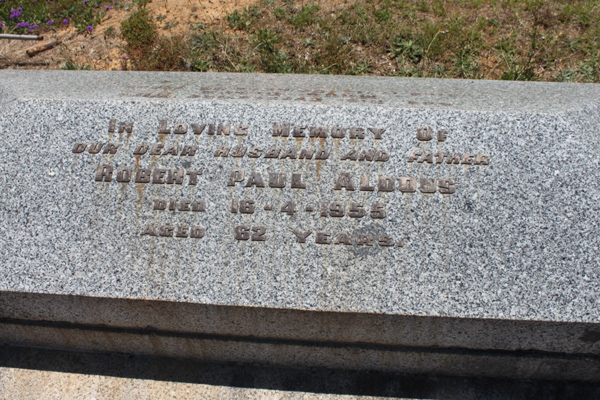 IN LOVING MEMORY OF
OUR DEAR HUSBAND AND FATHER
ROBERT PAUL ALDOUS
DIED 16-4-1955
AGED 62 YEARS.